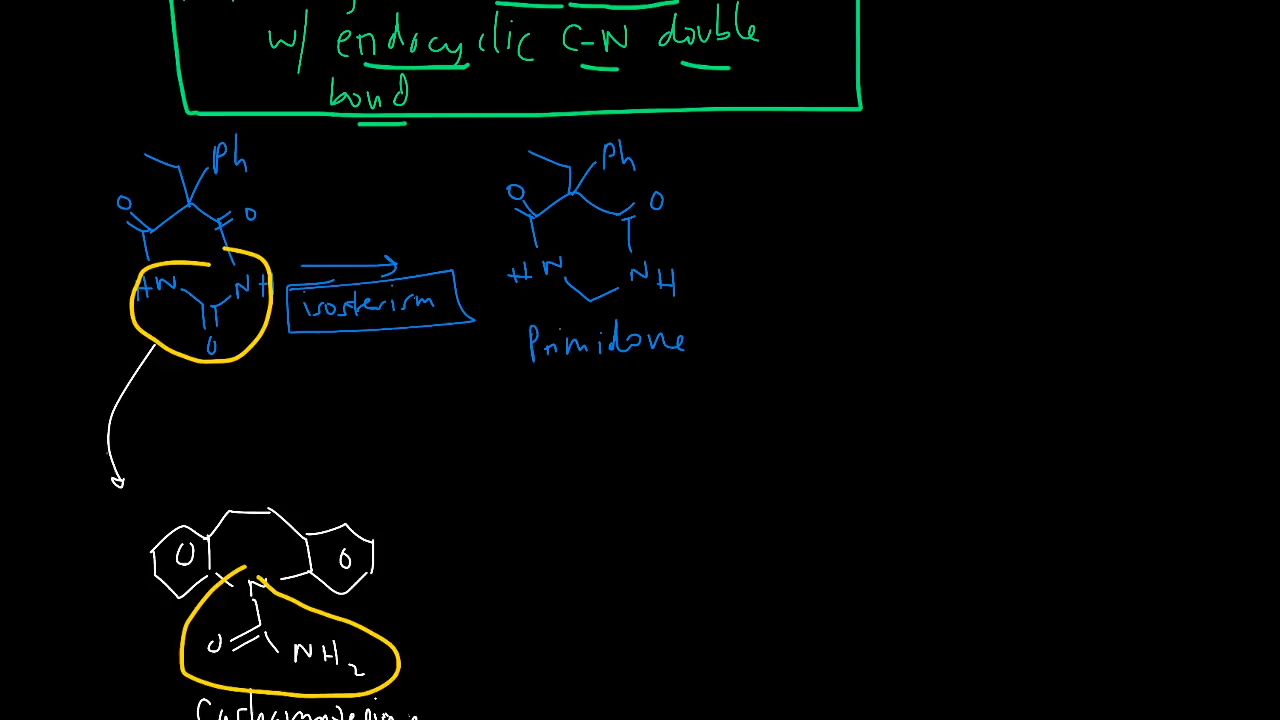 w/ endocyclic C-N double
bond
Ph
O
O
HN
NH
O
isosterism
Ph
O
O
HN
NH
Primidone
O
O
N
O
NH2